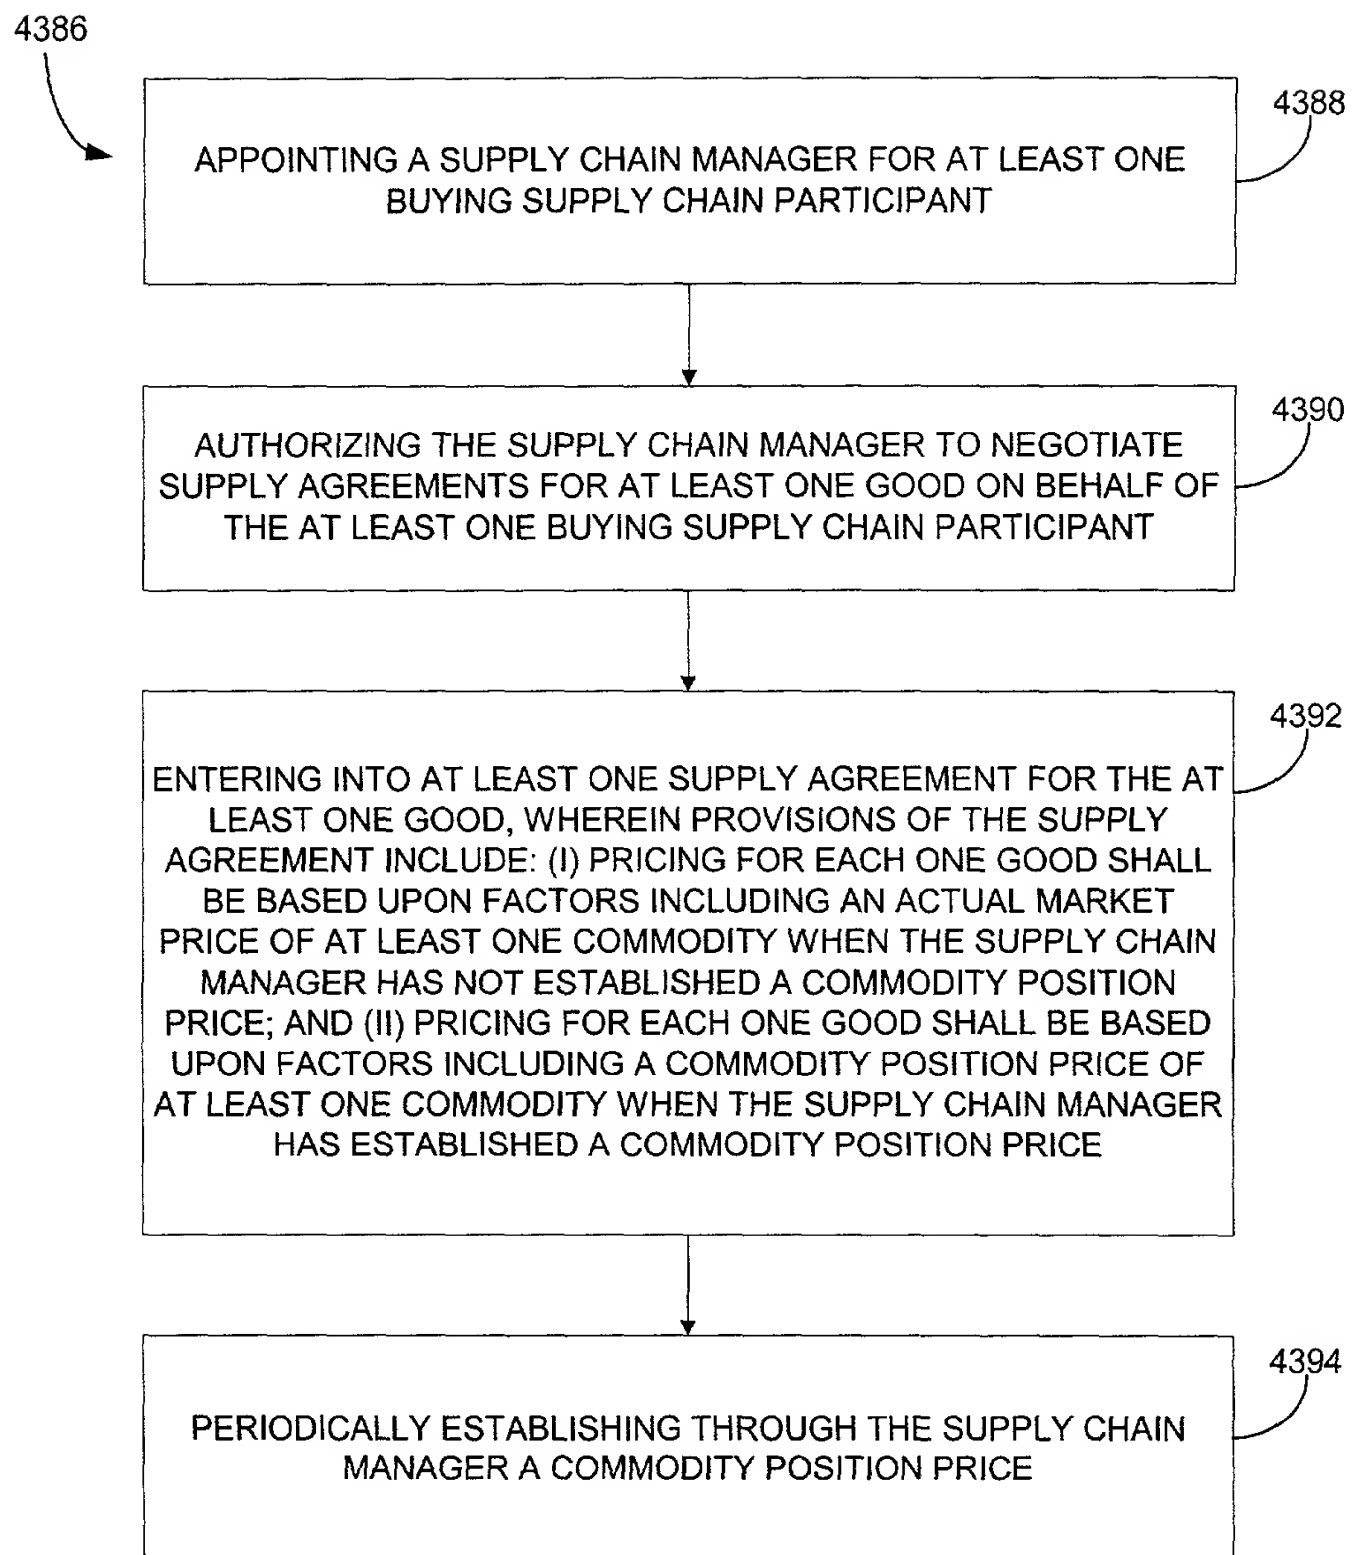 4386
4388
APPOINTING A SUPPLY CHAIN MANAGER FOR AT LEAST ONE
BUYING SUPPLY CHAIN PARTICIPANT
4390
AUTHORIZING THE SUPPLY CHAIN MANAGER TO NEGOTIATE
SUPPLY AGREEMENTS FOR AT LEAST ONE GOOD ON BEHALF OF
THE AT LEAST ONE BUYING SUPPLY CHAIN PARTICIPANT
4392
ENTERING INTO AT LEAST ONE SUPPLY AGREEMENT FOR THE AT
LEAST ONE GOOD, WHEREIN PROVISIONS OF THE SUPPLY
AGREEMENT INCLUDE: (I) PRICING FOR EACH ONE GOOD SHALL
BE BASED UPON FACTORS INCLUDING AN ACTUAL MARKET
PRICE OF AT LEAST ONE COMMODITY WHEN THE SUPPLY CHAIN
MANAGER HAS NOT ESTABLISHED A COMMODITY POSITION
PRICE; AND (II) PRICING FOR EACH ONE GOOD SHALL BE BASED
UPON FACTORS INCLUDING A COMMODITY POSITION PRICE OF
AT LEAST ONE COMMODITY WHEN THE SUPPLY CHAIN MANAGER
HAS ESTABLISHED A COMMODITY POSITION PRICE
4394
PERIODICALLY ESTABLISHING THROUGH THE SUPPLY CHAIN
MANAGER A COMMODITY POSITION PRICE